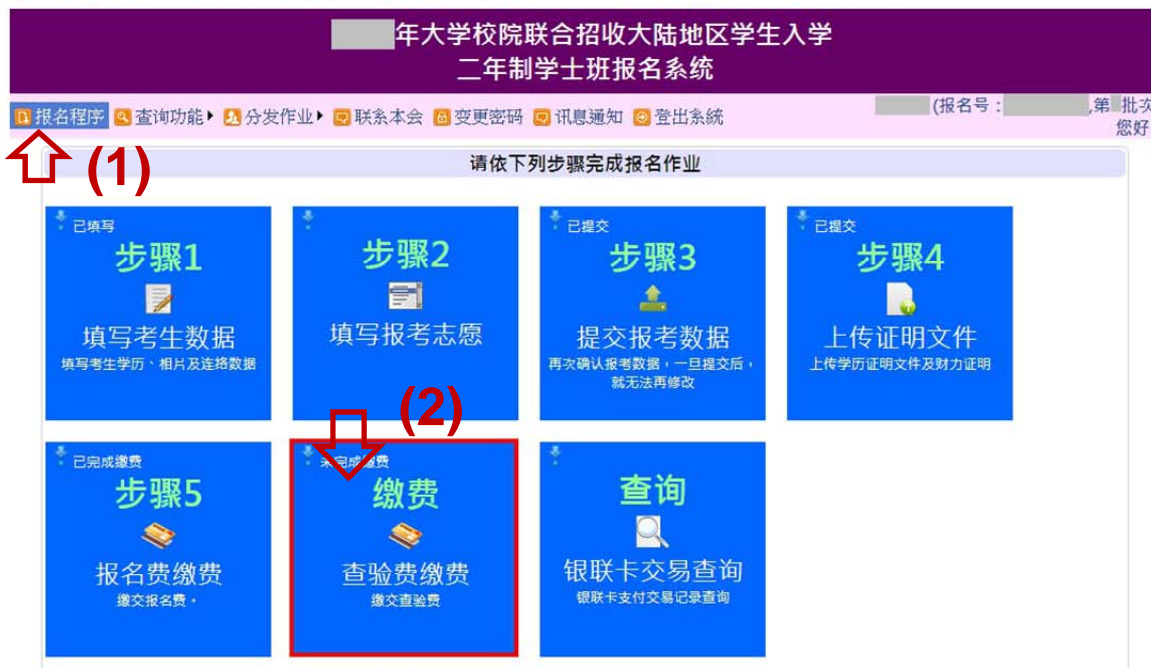 年大学校院联合招收大陆地区学生入学
二年制学士班报名系统
报名程序 查询功能 分发作业 联系本会 变更密码 讯息通知 登出系统
(报名号： ,第 批次
您好
(1)
请依下列步骤完成报名作业
已填写
步骤1
填写考生数据
填写考生学历、相片及连络数据
步骤2
填写报考志愿
已提交
步骤3
提交报考数据
再次确认报考数据，一旦提交后，
就无法再修改
已提交
步骤4
上传证明文件
上传学历证明文件及财力证明
已完成缴费
步骤5
报名费缴费
缴交报名费。
(2)
未完成缴费
缴费
查验费缴费
缴交查验费
查询
银联卡交易查询
银联卡支付交易记录查询